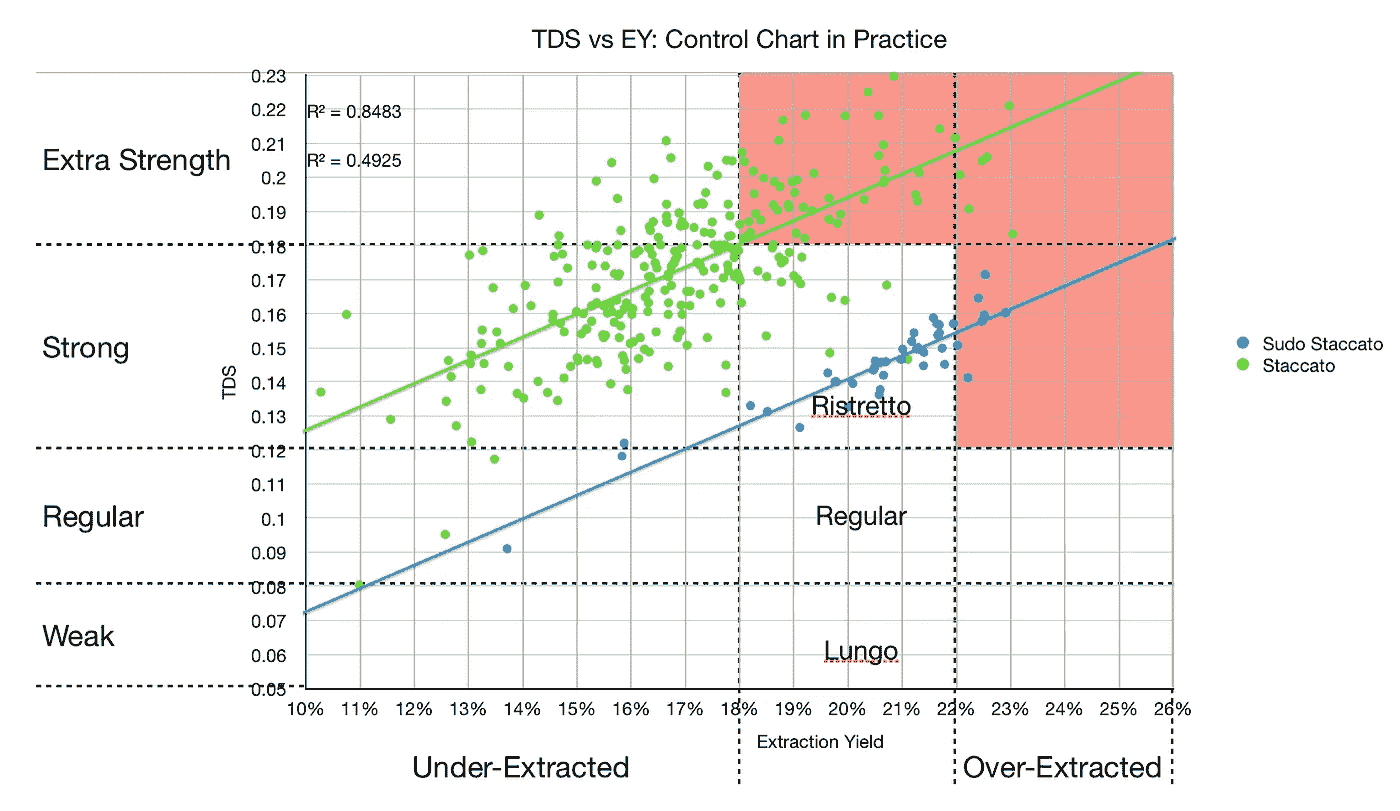 TDS vs EY: Control Chart in Practice
0.23
R² = 0.8483
0.22
0.21
Extra Strength
R² = 0.4925
0.2
0.19
0.18
0.17
0.16
Strong
0.15
Sudo Staccato
Staccato
TDS
0.14
Ristretto
0.13
0.12
0.11
Regular
0.1
Regular
0.09
0.08
0.07
Weak
0.06
Lungo
0.05
10% 11% 12% 13% 14% 15% 16% 17% 18% 19% 20% 21% 22% 23% 24% 25% 26%
Extraction Yield
Under-Extracted
Over-Extracted